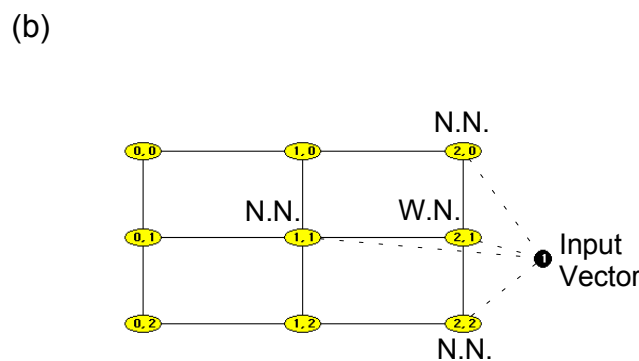 (b)
N.N.
0,0 1,0 2,0
N.N. W.N.
0,1 1,1 2,1
1 Input
Vector
0,2 1,2 2,2
N.N.